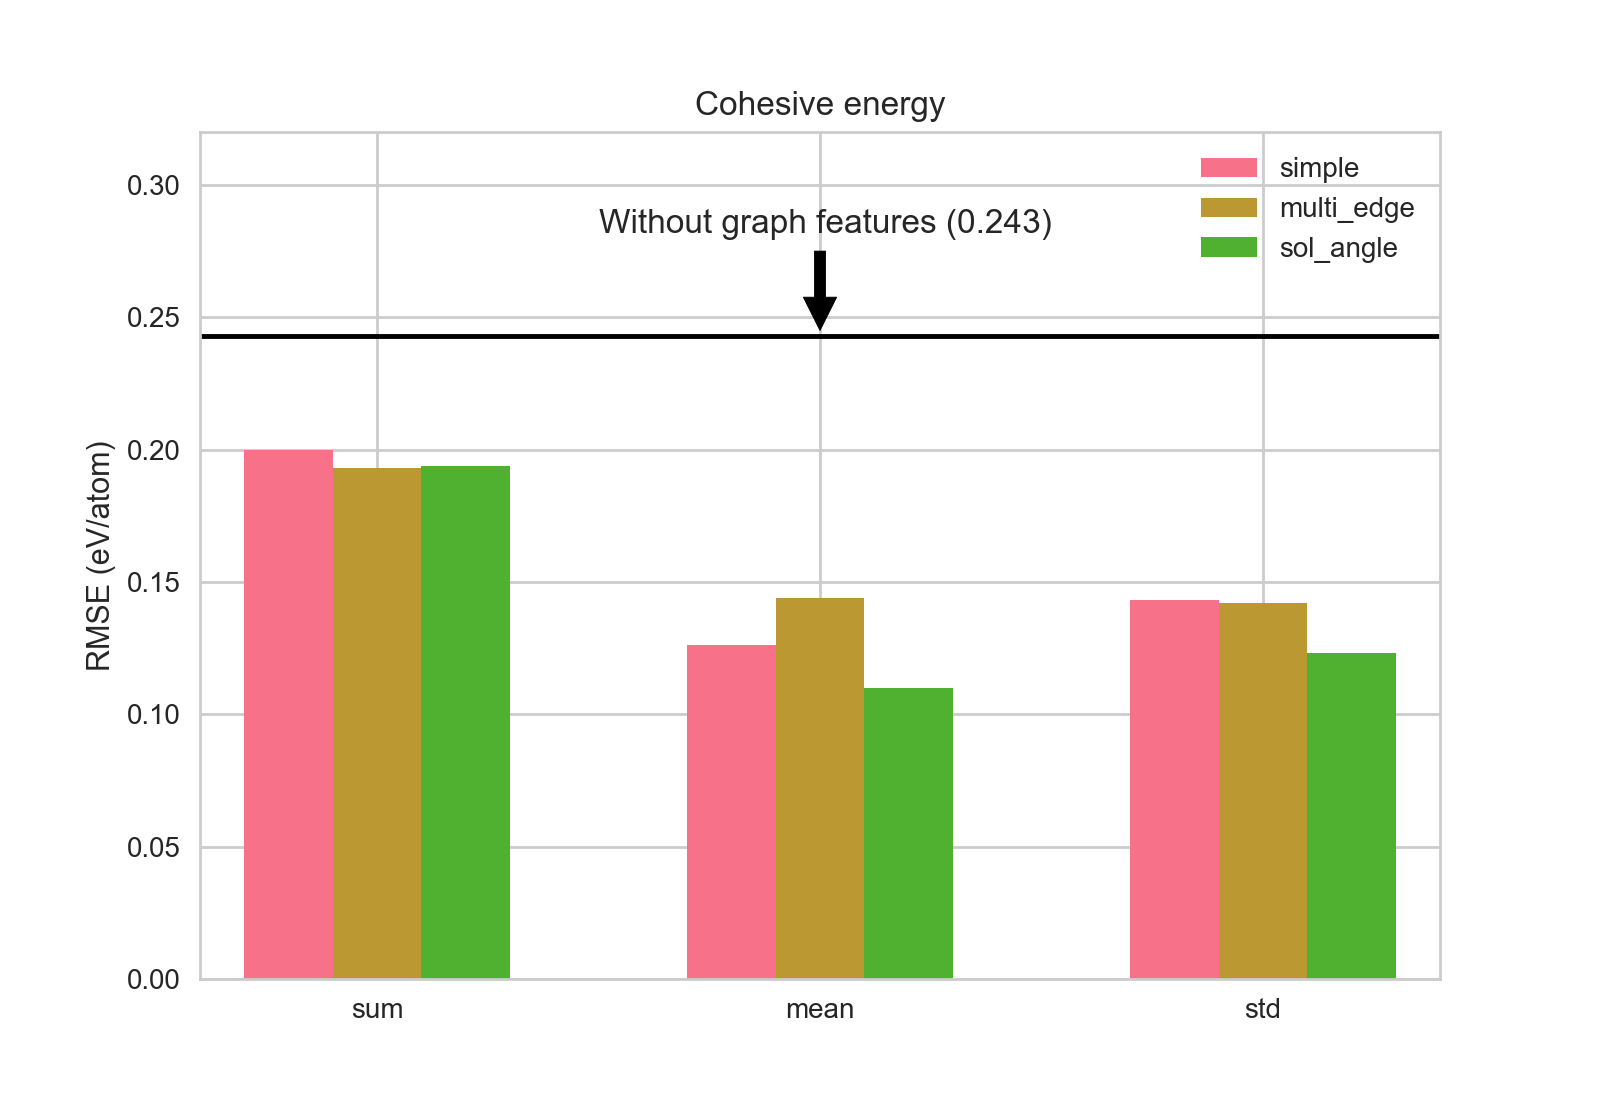 Cohesive energy
simple
multi_edge
sol_angle
Without graph features (0.243)
RMSE (eV/atom)
0.30
0.25
0.20
0.15
0.10
0.05
0.00
sum mean std